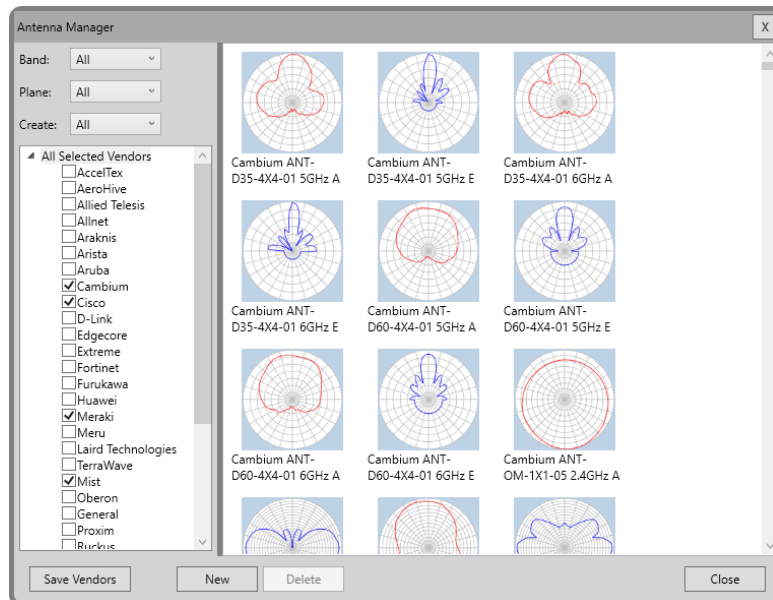 Antenna Manager
X
Band: All
Plane: All
Create: All
All Selected Vendors
AccelTex
AeroHive
Allied Telesis
Allnet
Araknis
Arista
Aruba
Cambium
Cisco
D-Link
Edgecore
Extreme
Fortinet
Furukawa
Huawei
Meraki
Meru
Laird Technologies
TerraWave
Mist
Oberon
General
Proxim
Ruckus
Cambium ANT-
D35-4X4-01 5GHz A
Cambium ANT-
D35-4X4-01 5GHz E
Cambium ANT-
D35-4X4-01 6GHz A
Cambium ANT-
D35-4X4-01 6GHz E
Cambium ANT-
D60-4X4-01 5GHz A
Cambium ANT-
D60-4X4-01 5GHz E
Cambium ANT-
D60-4X4-01 6GHz A
Cambium ANT-
D60-4X4-01 6GHz E
Cambium ANT-
OM-1X1-05 2.4GHz A
Save Vendors
New
Delete
Close